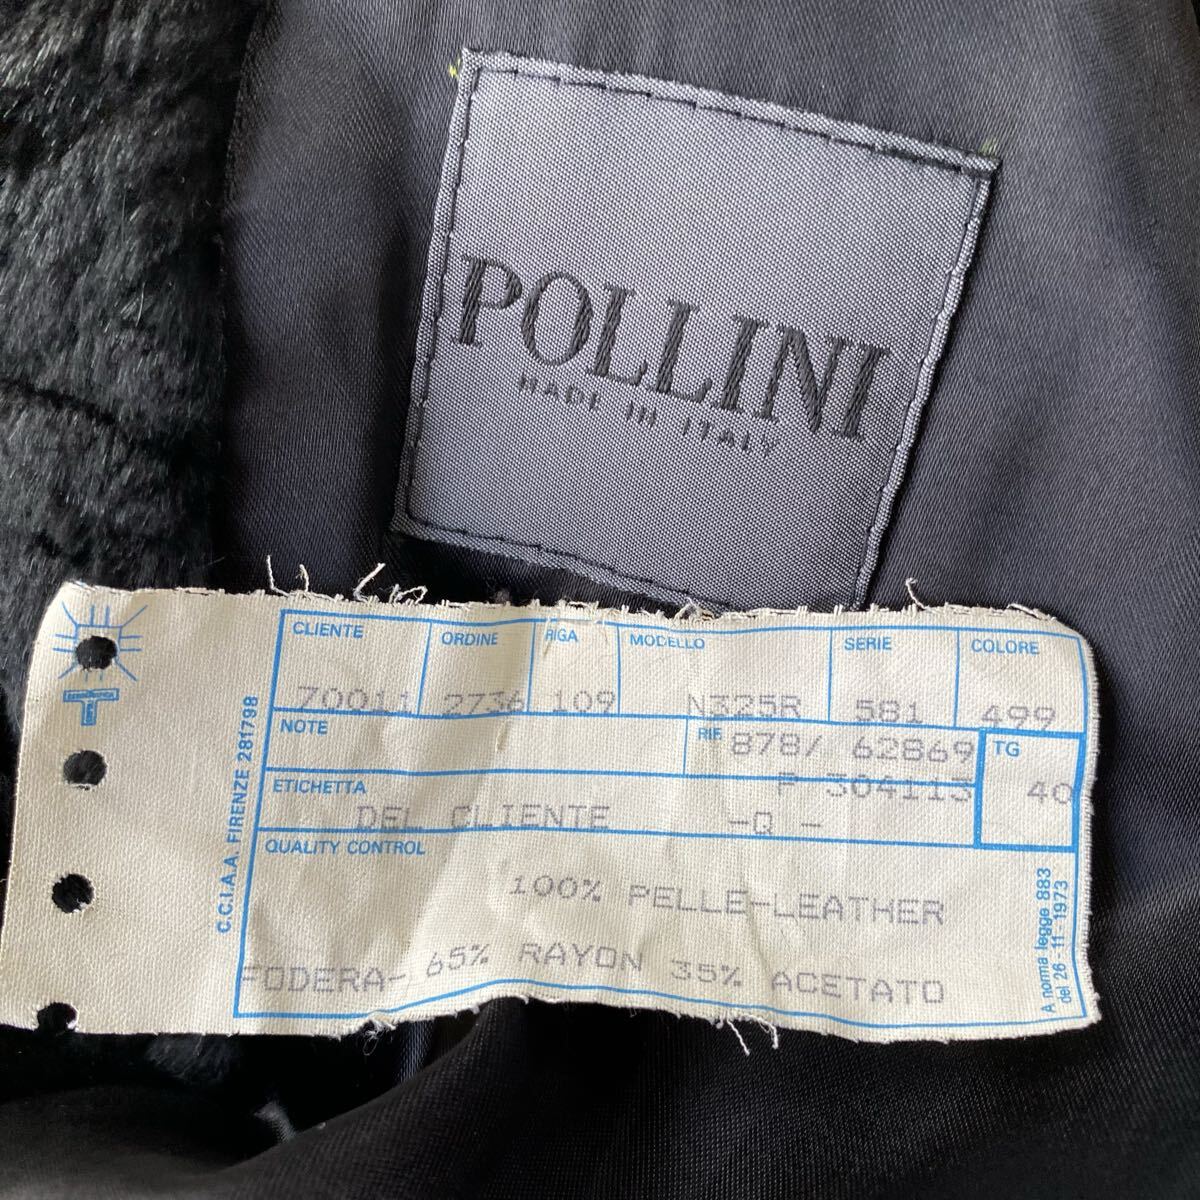 POLLINI
MADE IN ITALY
CLIENTE ORDINE RIGA MODELLO SERIE COLORE
70011 2736 109 N325R 581 499
NOTE RIF 878/ 62869 TG
P 304113 40
ETICHETTA
DEL CLIENTE -Q -
QUALITY CONTROL
100% PELLE-LEATHER
FODERA- 65% RAYON 35% ACETATO
C.C.I.A.A. FIRENZE 281798
A norma legge 883
del 26-11-1973